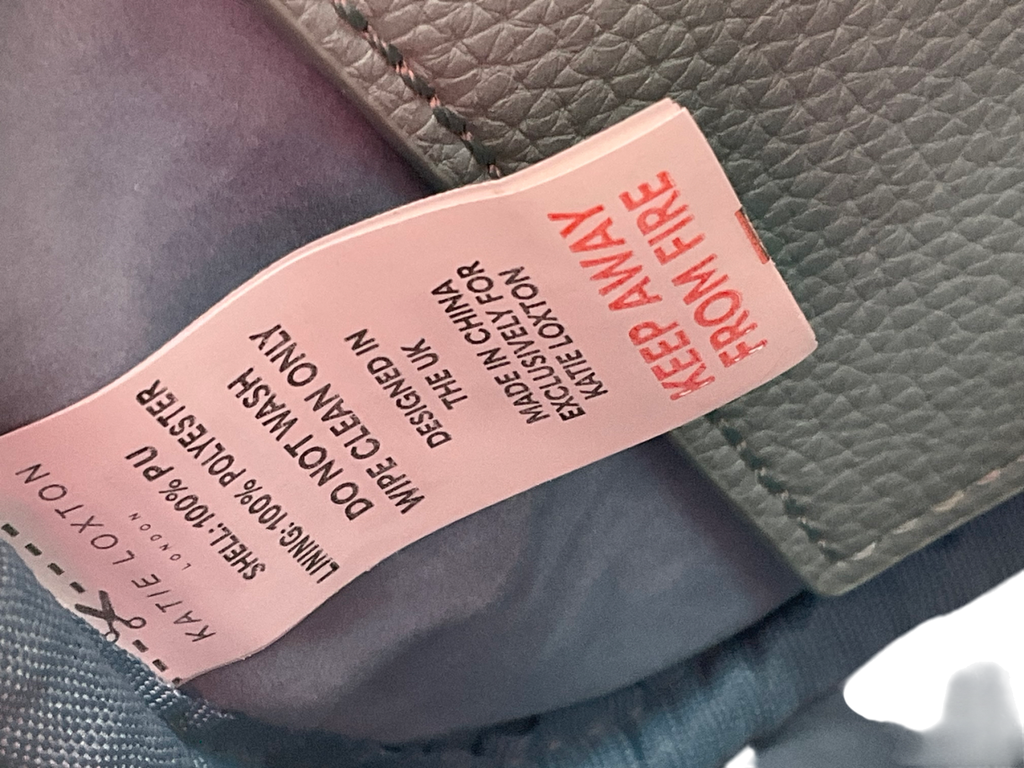 KATIE LOXTON
LONDON
SHELL:100% PU
LINING:100% POLYESTER
DO NOT WASH
WIPE CLEAN ONLY
DESIGNED IN
THE UK
MADE IN CHINA
EXCLUSIVELY FOR
KATIE LOXTON
KEEP AWAY
FROM FIRE